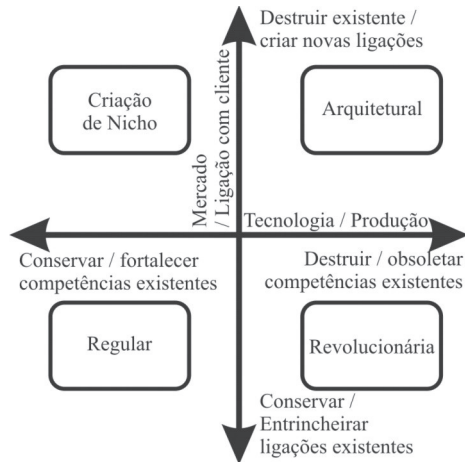 Destruir existente /
criar novas ligações
Criação
de Nicho
Arquitetural
Mercado
/ Ligação com cliente
Tecnologia / Produção
Conservar / fortalecer
competências existentes
Destruir / obsoletar
competências existentes
Regular
Revolucionária
Conservar /
Entrincheirar
ligações existentes